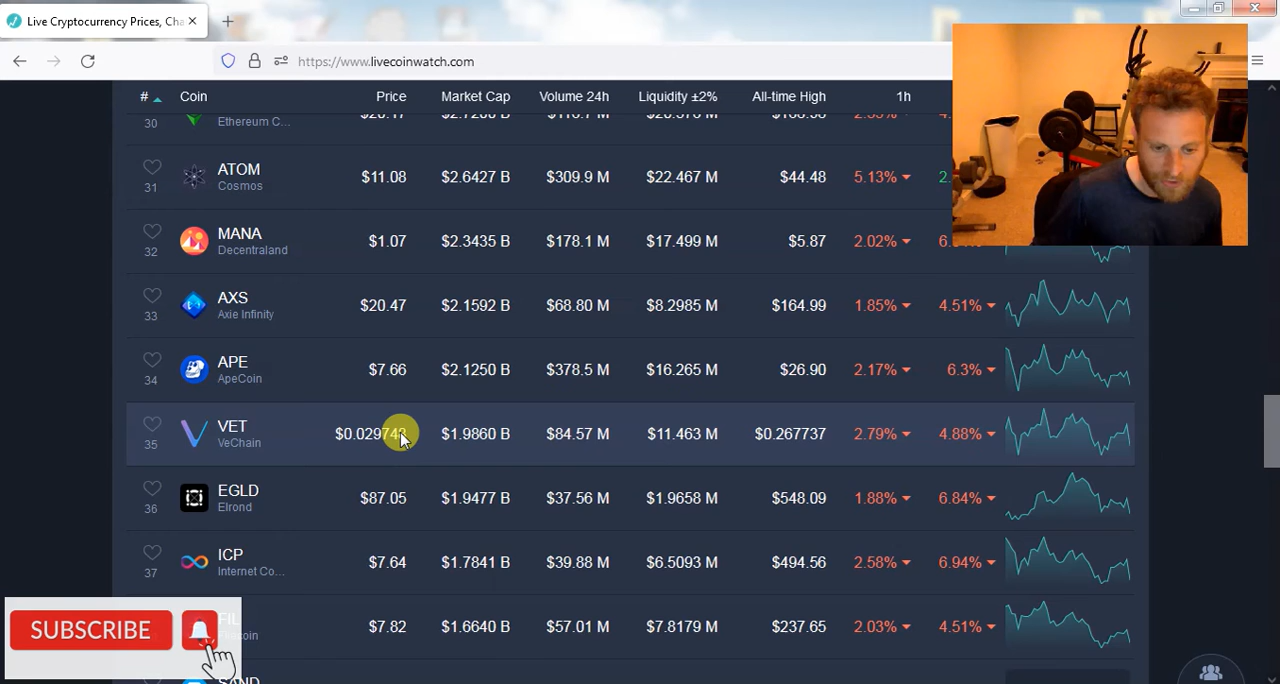 Live Cryptocurrency Prices, Cha
https://www.livecoinwatch.com
# Coin Price Market Cap Volume 24h Liquidity ±2% All-time High 1h
30 Ethereum C...
31 ATOM Cosmos $11.08 $2.6427 B $309.9 M $22.467 M $44.48 5.13%
32 MANA Decentraland $1.07 $2.3435 B $178.1 M $17.499 M $5.87 2.02%
33 AXS Axie Infinity $20.47 $2.1592 B $68.80 M $8.2985 M $164.99 1.85% 4.51%
34 APE ApeCoin $7.66 $2.1250 B $378.5 M $16.265 M $26.90 2.17% 6.3%
35 VET VeChain $1.9860 B $84.57 M $11.463 M $0.267737 2.79% 4.88%
36 EGLD Elrond $87.05 $1.9477 B $37.56 M $1.9658 M $548.09 1.88% 6.84%
37 ICP Internet Co... $7.64 $1.7841 B $39.88 M $6.5093 M $494.56 2.58% 6.94%
$7.82 $1.6640 B $57.01 M $7.8179 M $237.65 2.03% 4.51%
SUBSCRIBE